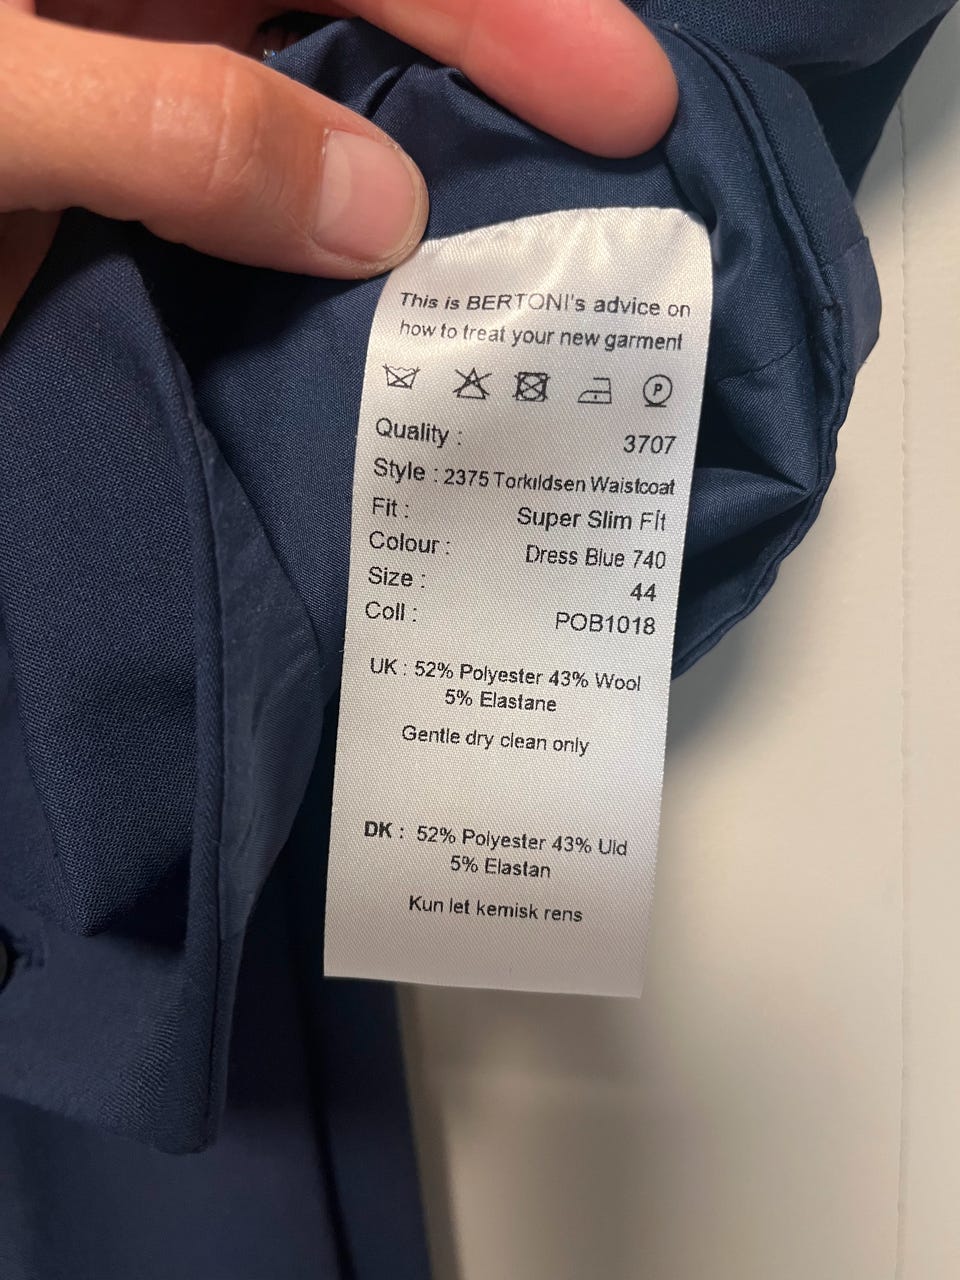 This is BERTONI's advice on
how to treat your new garment
P
Quality : 3707
Style : 2375 Torkildsen Waistcoat
Fit : Super Slim Fit
Colour : Dress Blue 740
Size : 44
Coll : POB1018
UK : 52% Polyester 43% Wool
5% Elastane
Gentle dry clean only
DK : 52% Polyester 43% Uld
5% Elastan
Kun let kemisk rens